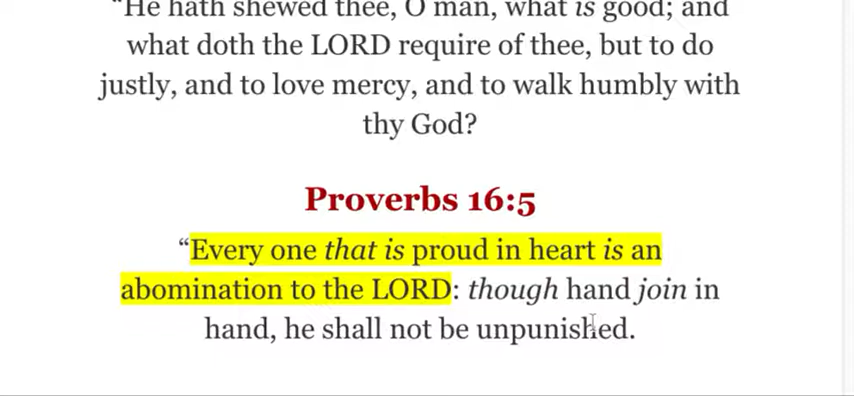 “He hath shewed thee, O man, what is good; and
what doth the LORD require of thee, but to do
justly, and to love mercy, and to walk humbly with
thy God?
Proverbs 16:5
“Every one that is proud in heart is an
abomination to the LORD: though hand join in
hand, he shall not be unpunished.